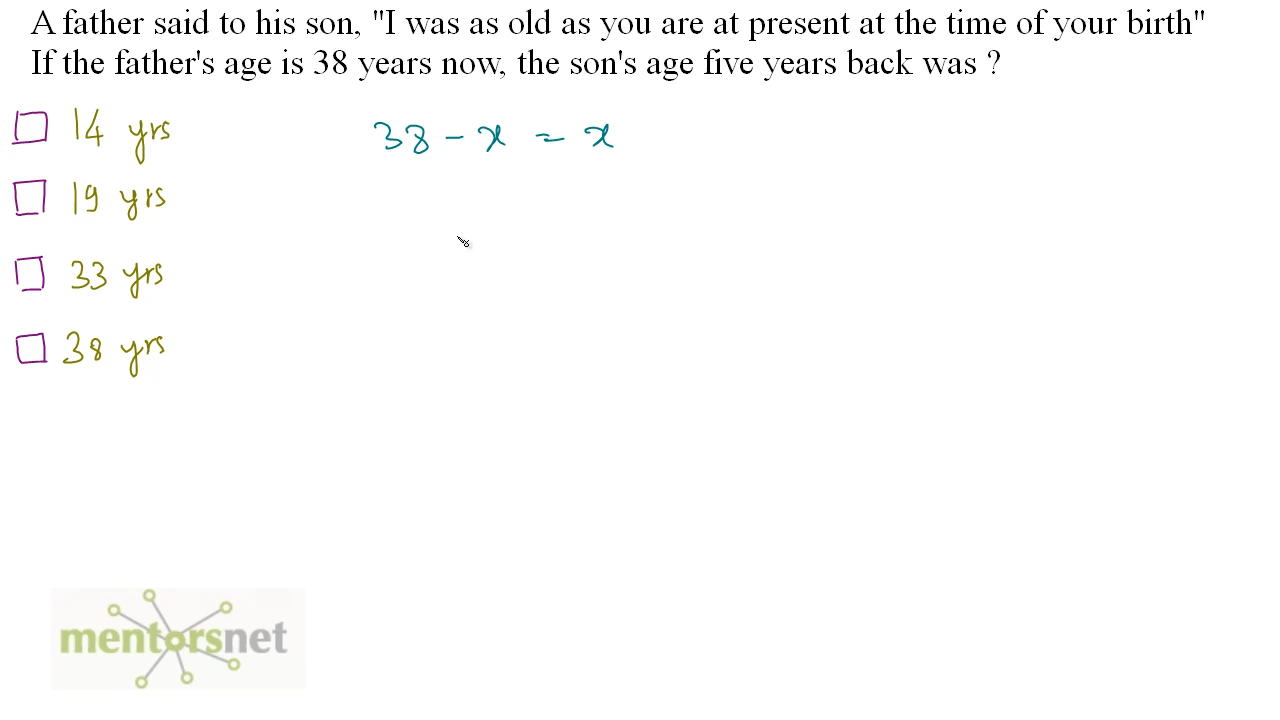 A father said to his son, "I was as old as you are at present at the time of your birth"
If the father's age is 38 years now, the son's age five years back was ?
14 yrs
38 - x = x
19 yrs
33 yrs
38 yrs
mentorsnet